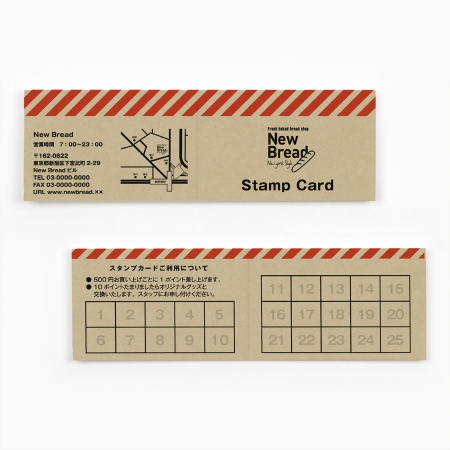 New Bread
営業時間 7：00〜23：00
〒162-0822
東京都新宿区下宮比町 2-29
New Bread ビル
TEL 03-0000-0000
FAX 03-0000-0000
URL www.newbread.××
Fresh baked bread shop
New
Bread
Stamp Card
スタンプカードご利用について
● 500円お買い上げごとに 1 ポイント差し上げます。
● 10 ポイントたまりましたらオリジナルグッズと
交換いたします。スタッフにお申し付けください。
1 2 3 4 5
6 7 8 9 10
11 12 13 14 15
16 17 18 19 20
21 22 23 24 25